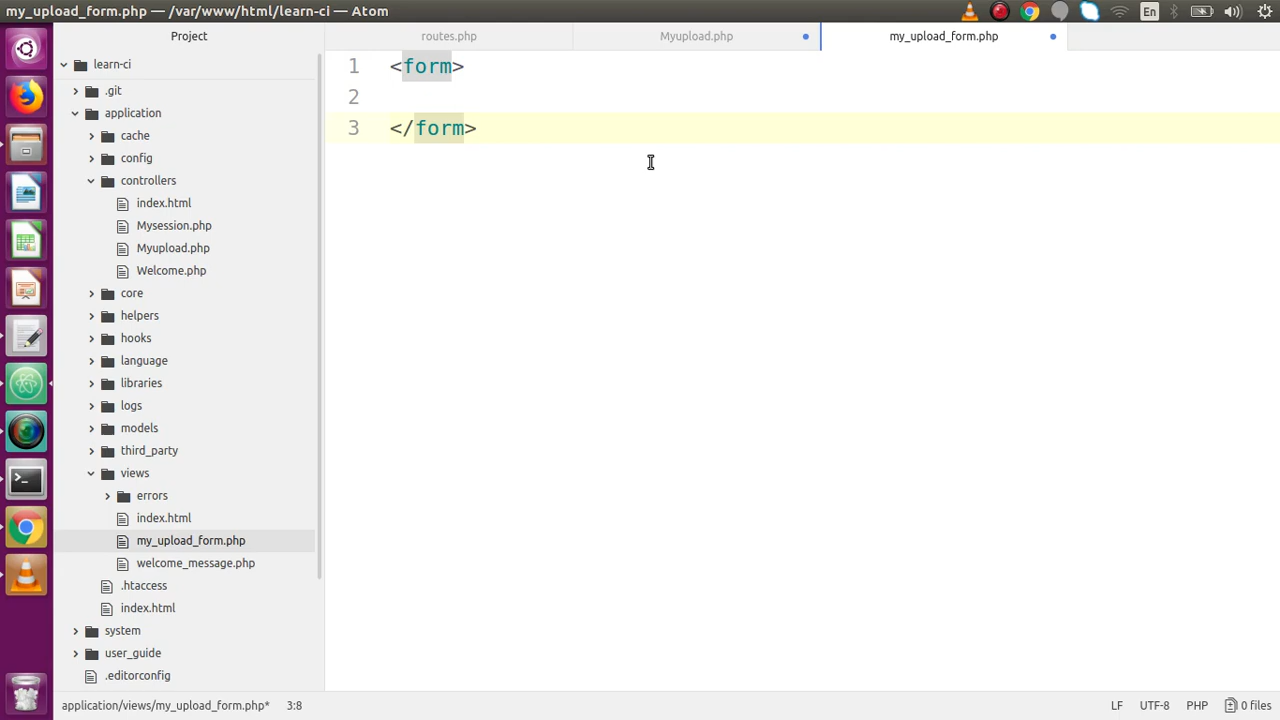 my_upload_form.php — /var/www/html/learn-ci — Atom
En
Project
routes.php
Myupload.php
my_upload_form.php
learn-ci
.git
application
cache
config
controllers
index.html
Mysession.php
Myupload.php
Welcome.php
core
helpers
hooks
language
libraries
logs
models
third_party
views
errors
index.html
my_upload_form.php
welcome_message.php
.htaccess
index.html
system
user_guide
.editorconfig
1 <form>
2
3 </form>
application/views/my_upload_form.php* 3:8
LF UTF-8 PHP 0 files